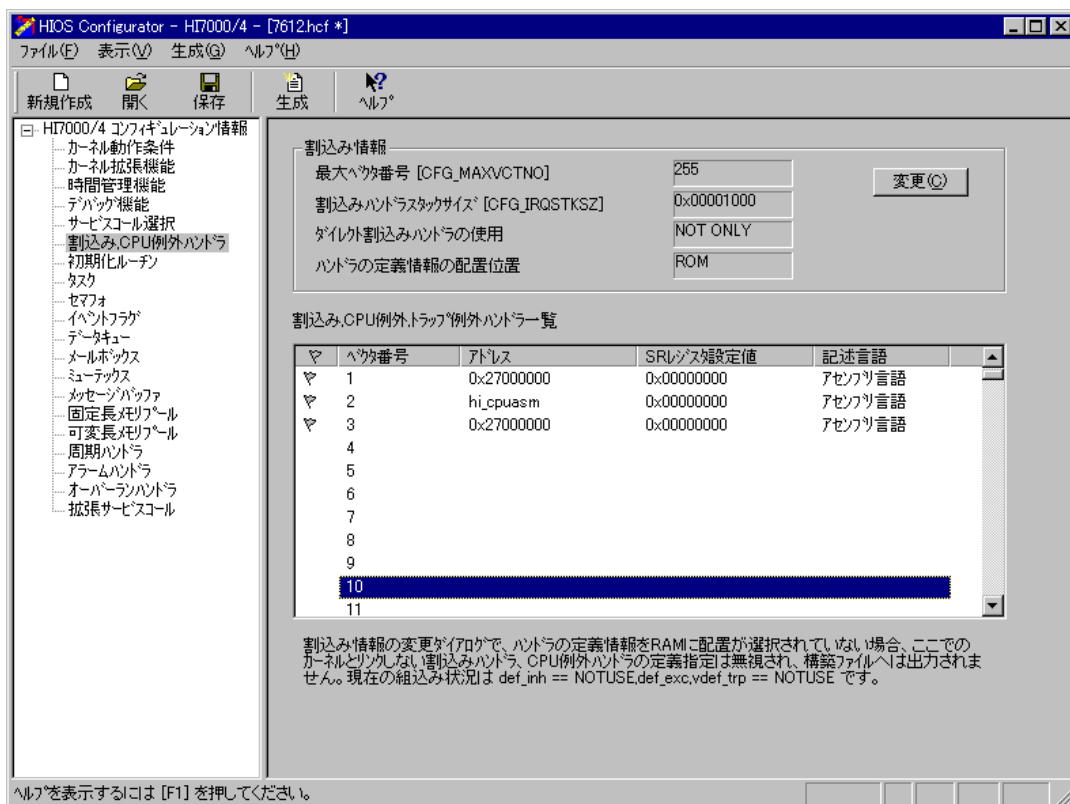 HIOS Configurator - HI7000/4 - [7612.hcf *]
ファイル(F) 表示(V) 生成(G) ヘルプ(H)
新規作成 開く 保存 生成 ヘルプ
HI7000/4 コンフィギュレーション情報
カーネル動作条件
カーネル拡張機能
時間管理機能
デバッグ機能
サービスコール選択
割込み,CPU例外ハンドラ
初期化ルーチン
タスク
セマフォ
イベントフラグ
データキュー
メールボックス
ミューテックス
メッセージバッファ
固定長メモリプール
可変長メモリプール
周期ハンドラ
アラームハンドラ
オーバーランハンドラ
拡張サービスコール
割込み情報
最大ベクタ番号 [CFG_MAXVCTNO] 255
変更(C)
割込みハンドラスタックサイズ [CFG_IRQSTKSZ] 0x00001000
ダイレクト割込みハンドラの使用 NOT ONLY
ハンドラの定義情報の配置位置 ROM
割込み,CPU例外,トラップ例外ハンドラ一覧
ベクタ番号 アドレス SRレジスタ設定値 記述言語
1 0x27000000 0x00000000 アセンブリ言語
2 hi_cpuasm 0x00000000 アセンブリ言語
3 0x27000000 0x00000000 アセンブリ言語
4
5
6
7
8
9
10
11
割込み情報の変更ダイアログで、ハンドラの定義情報をRAMに配置が選択されていない場合、ここでの
カーネルとリンクしない割込みハンドラ、CPU例外ハンドラの定義指定は無視され、構築ファイルへは出力されま
せん。現在の組込み状況は def_inh == NOTUSE,def_exc,vdef_trp == NOTUSE です。
ヘルプを表示するには [F1] を押してください。